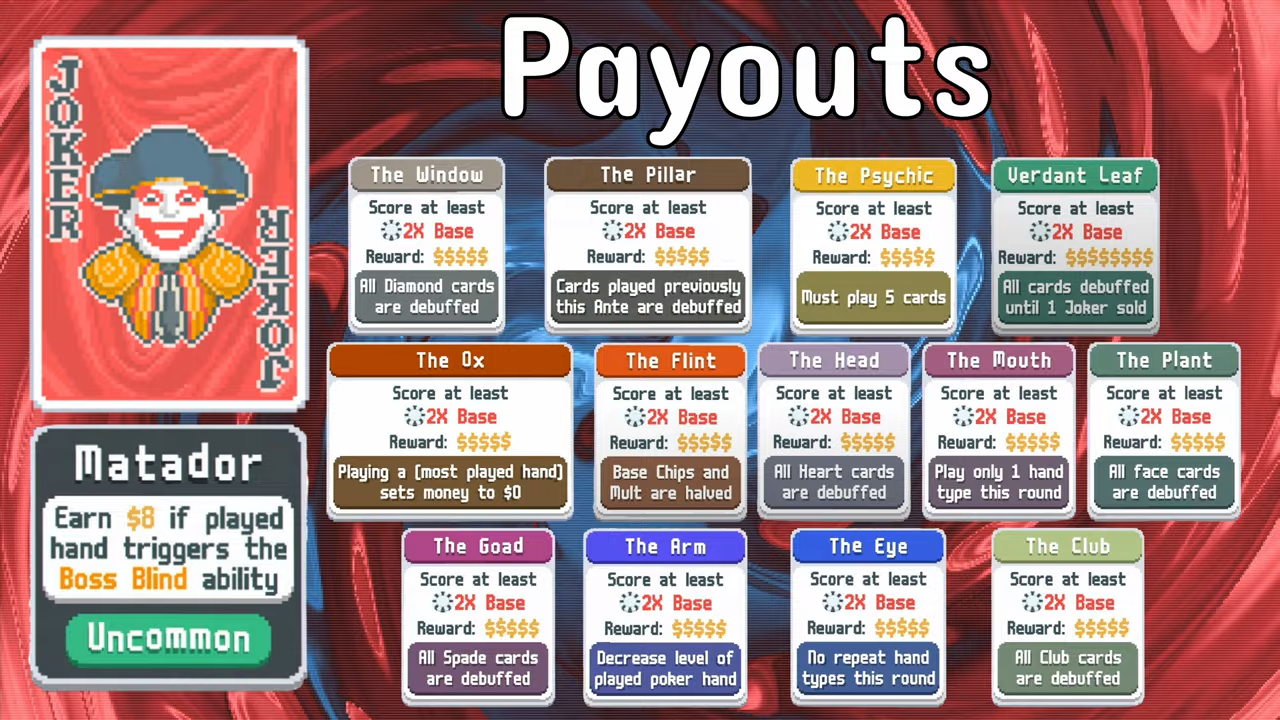 Payouts
JOKER
JOKER
Matador
Earn $8 if played
hand triggers the
Boss Blind ability
Uncommon
The Window
Score at least
2X Base
Reward: $$$$$
All Diamond cards
are debuffed
The Pillar
Score at least
2X Base
Reward: $$$$$
Cards played previously
this Ante are debuffed
The Psychic
Score at least
2X Base
Reward: $$$$$
Must play 5 cards
Verdant Leaf
Score at least
2X Base
Reward: $$$$$$$$
All cards debuffed
until 1 Joker sold
The Ox
Score at least
2X Base
Reward: $$$$$
Playing a (most played hand)
sets money to $0
The Flint
Score at least
2X Base
Reward: $$$$$
Base Chips and
Mult are halved
The Head
Score at least
2X Base
Reward: $$$$$
All Heart cards
are debuffed
The Mouth
Score at least
2X Base
Reward: $$$$$
Play only 1 hand
type this round
The Plant
Score at least
2X Base
Reward: $$$$$
All face cards
are debuffed
The Goad
Score at least
2X Base
Reward: $$$$$
All Spade cards
are debuffed
The Arm
Score at least
2X Base
Reward: $$$$$
Decrease level of
played poker hand
The Eye
Score at least
2X Base
Reward: $$$$$
No repeat hand
types this round
The Club
Score at least
2X Base
Reward: $$$$$
All Club cards
are debuffed